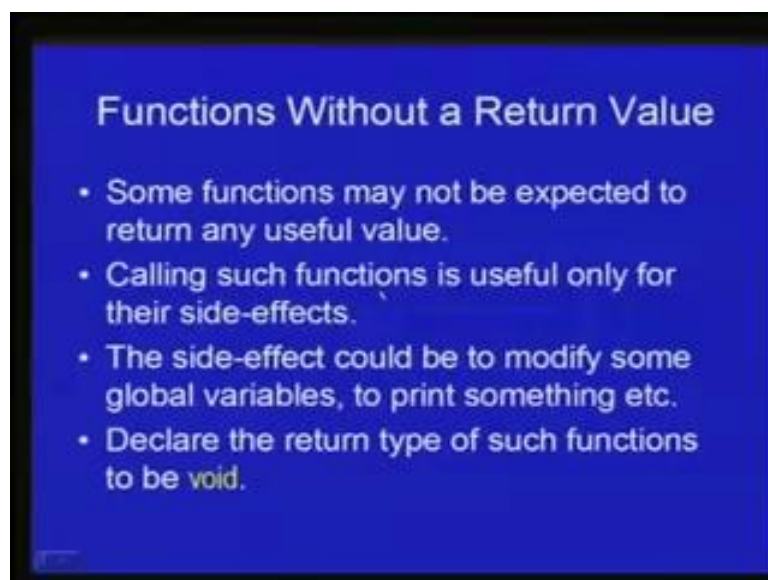 Functions Without a Return Value
• Some functions may not be expected to
return any useful value.
• Calling such functions is useful only for
their side-effects.
• The side-effect could be to modify some
global variables, to print something etc.
• Declare the return type of such functions
to be void.